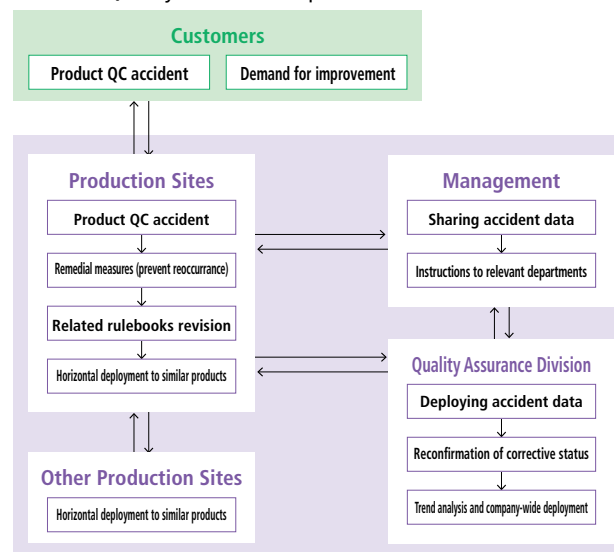 Customers
Product QC accident
Demand for improvement
Production Sites
Product QC accident
Remedial measures (prevent reoccurrance)
Related rulebooks revision
Horizontal deployment to similar products
Management
Sharing accident data
Instructions to relevant departments
Quality Assurance Division
Deploying accident data
Reconfirmation of corrective status
Trend analysis and company-wide deployment
Other Production Sites
Horizontal deployment to similar products